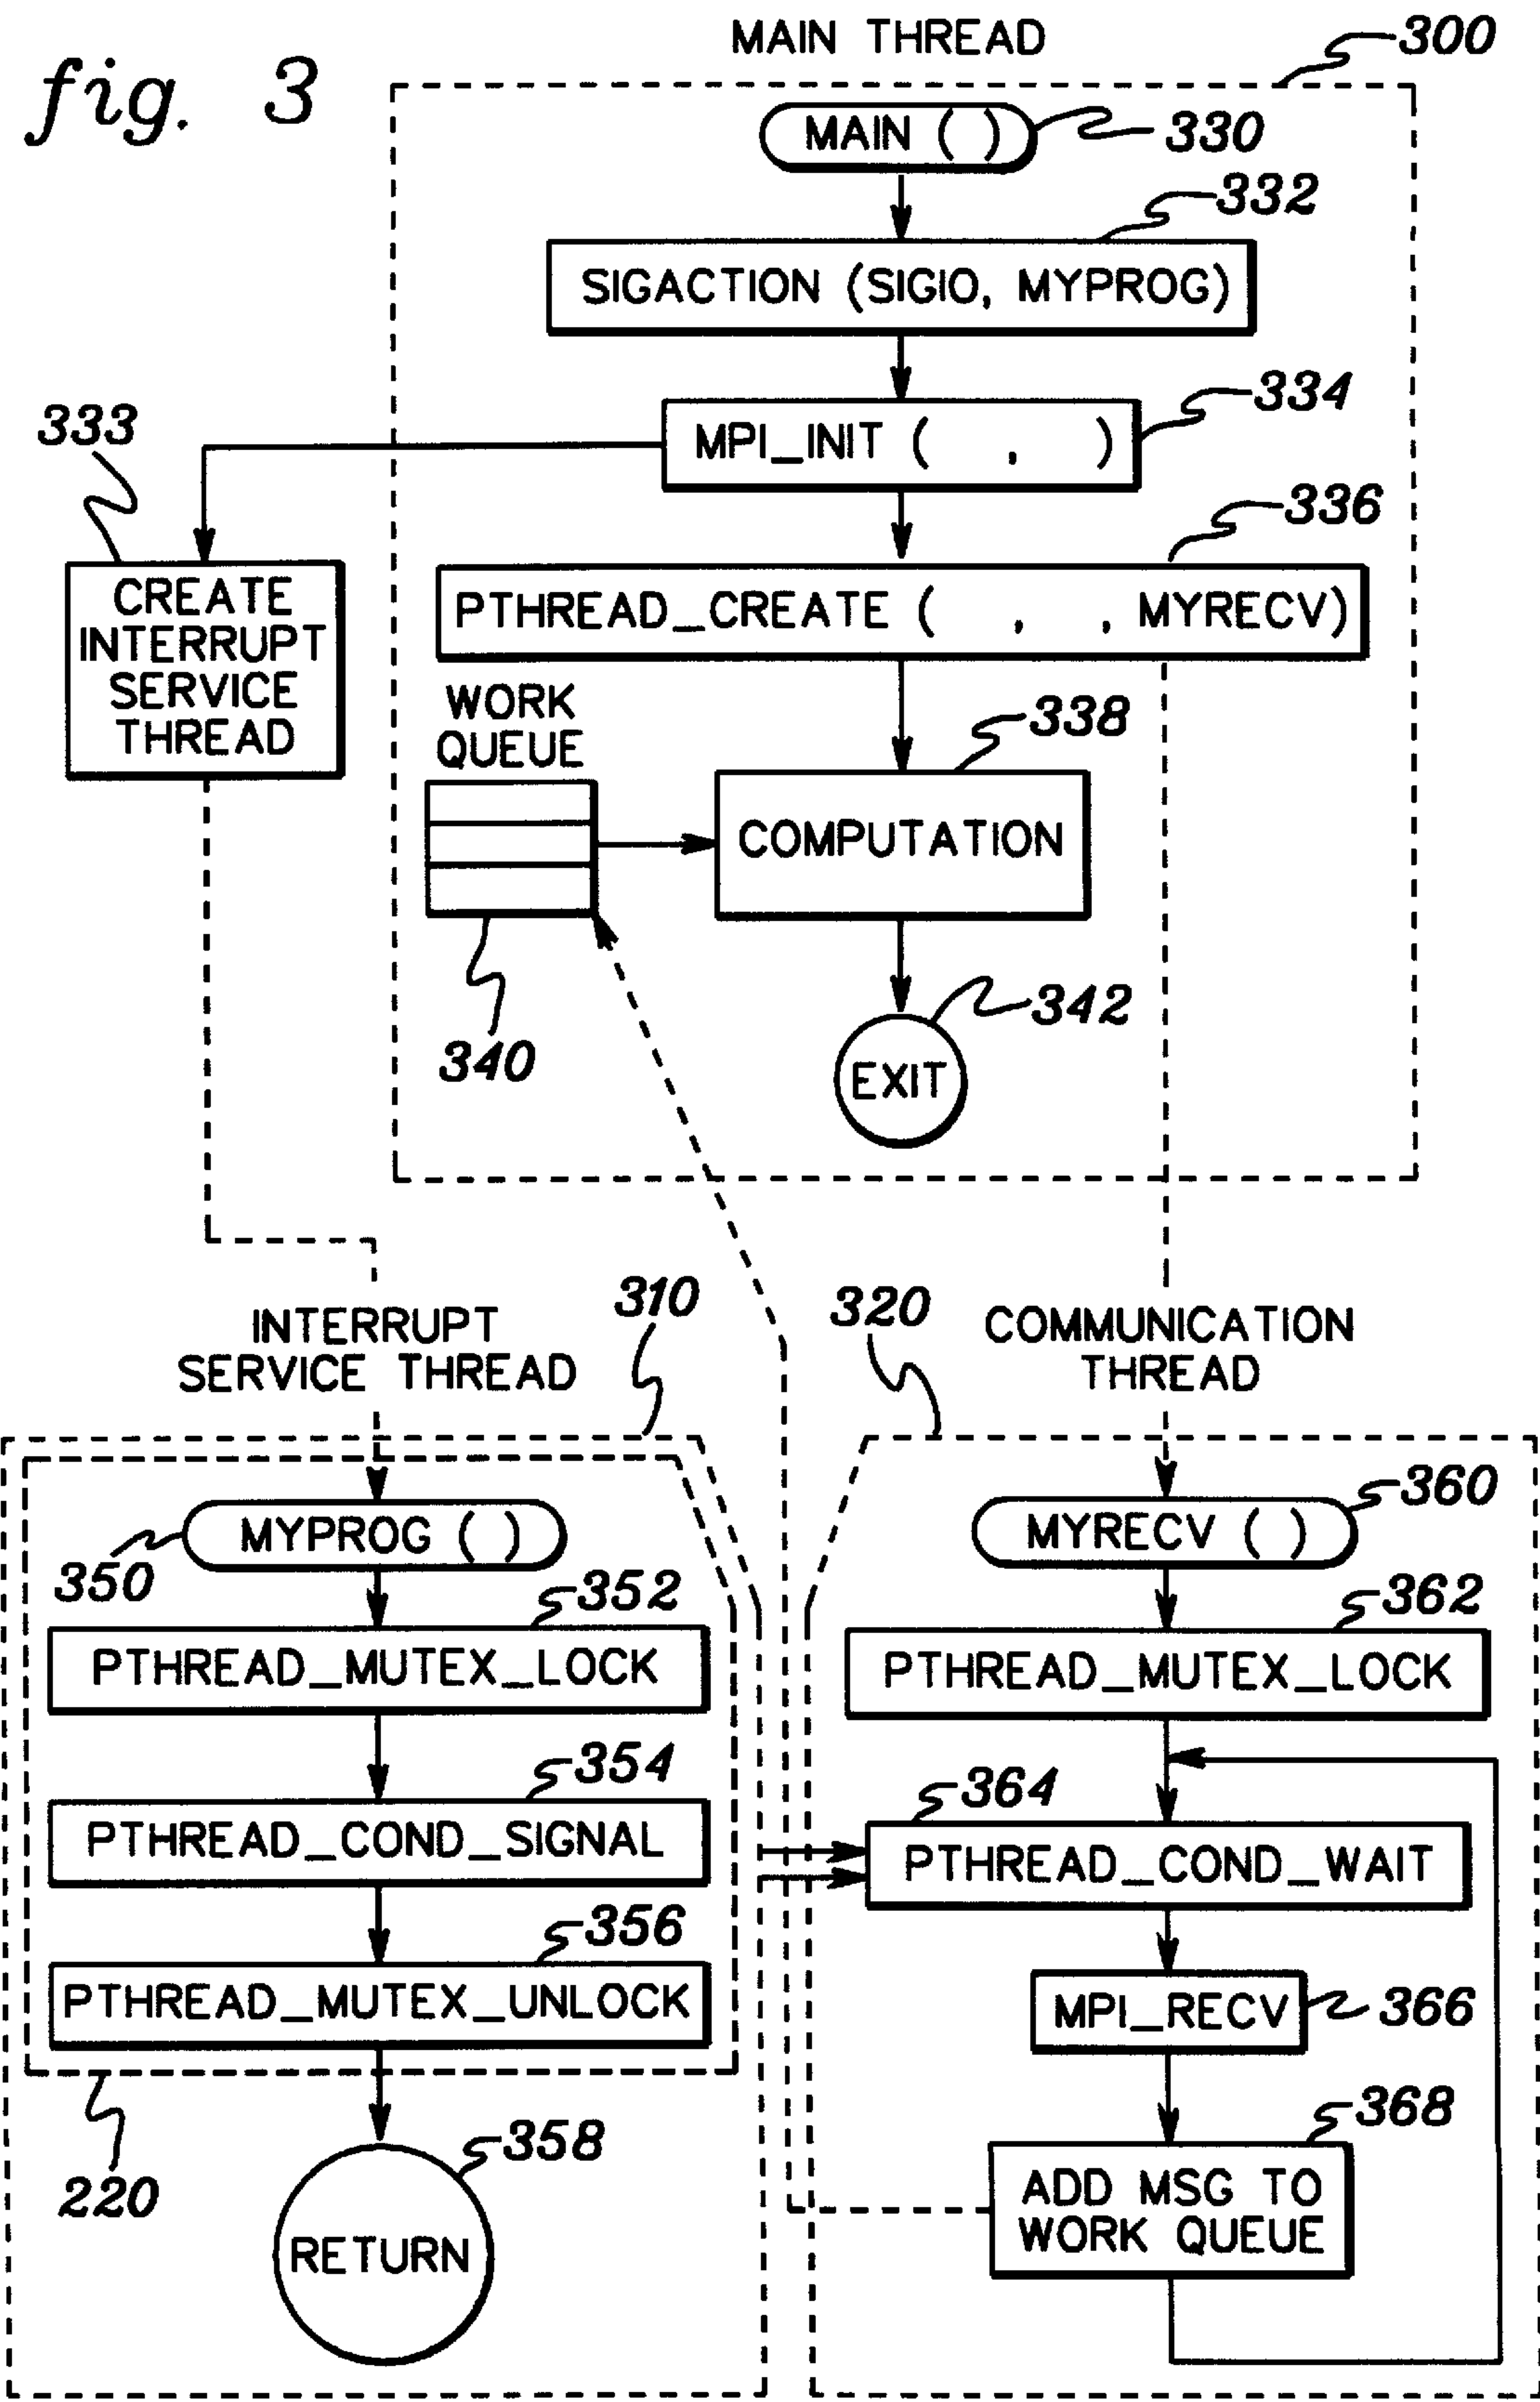 fig. 3
MAIN THREAD
300
MAIN ( )
330
332
SIGACTION (SIGIO, MYPROG)
334
333
MPI_INIT ( , )
336
CREATE
INTERRUPT
SERVICE
THREAD
PTHREAD_CREATE ( , , MYRECV)
WORK
QUEUE
338
COMPUTATION
342
340
EXIT
310
320
INTERRUPT
SERVICE THREAD
COMMUNICATION
THREAD
360
MYPROG ( )
350
352
PTHREAD_MUTEX_LOCK
354
PTHREAD_COND_SIGNAL
356
PTHREAD_MUTEX_UNLOCK
358
220
RETURN
MYRECV ( )
362
PTHREAD_MUTEX_LOCK
364
PTHREAD_COND_WAIT
MPI_RECV
366
368
ADD MSG TO
WORK QUEUE